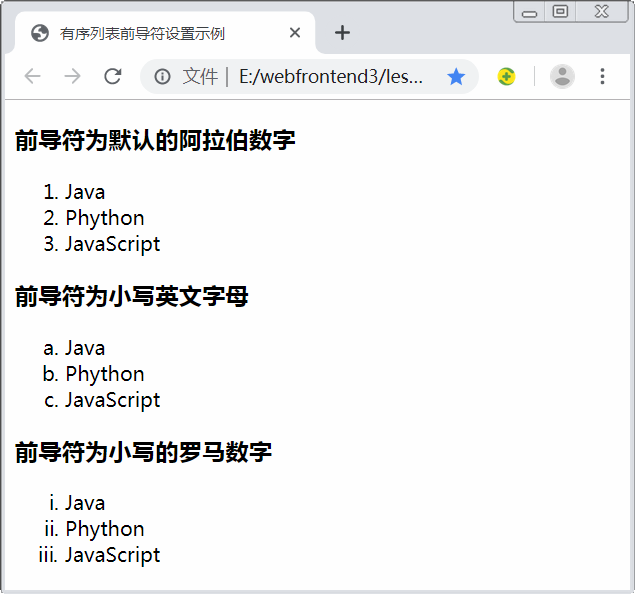 有序列表前导符设置示例
文件 | E:/webfrontend3/les...
前导符为默认的阿拉伯数字
1. Java
2. Phython
3. JavaScript
前导符为小写英文字母
a. Java
b. Phython
c. JavaScript
前导符为小写的罗马数字
i. Java
ii. Phython
iii. JavaScript